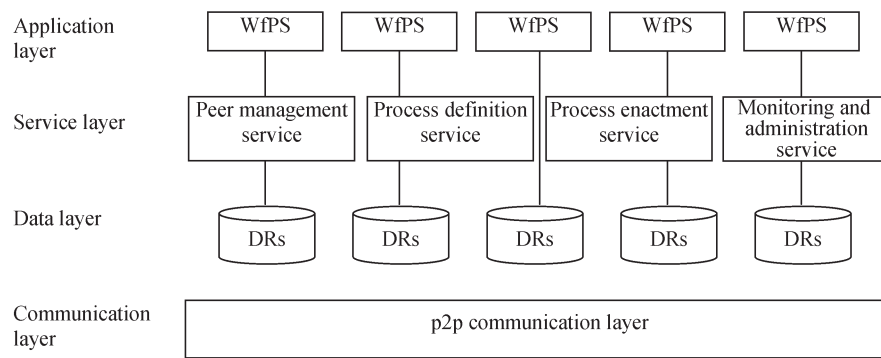 Application
layer
WfPS WfPS WfPS WfPS WfPS
Service layer
Peer management
service
Process definition
service
Process enactment
service
Monitoring and
administration
service
Data layer
DRs DRs DRs DRs DRs
Communication
layer
p2p communication layer